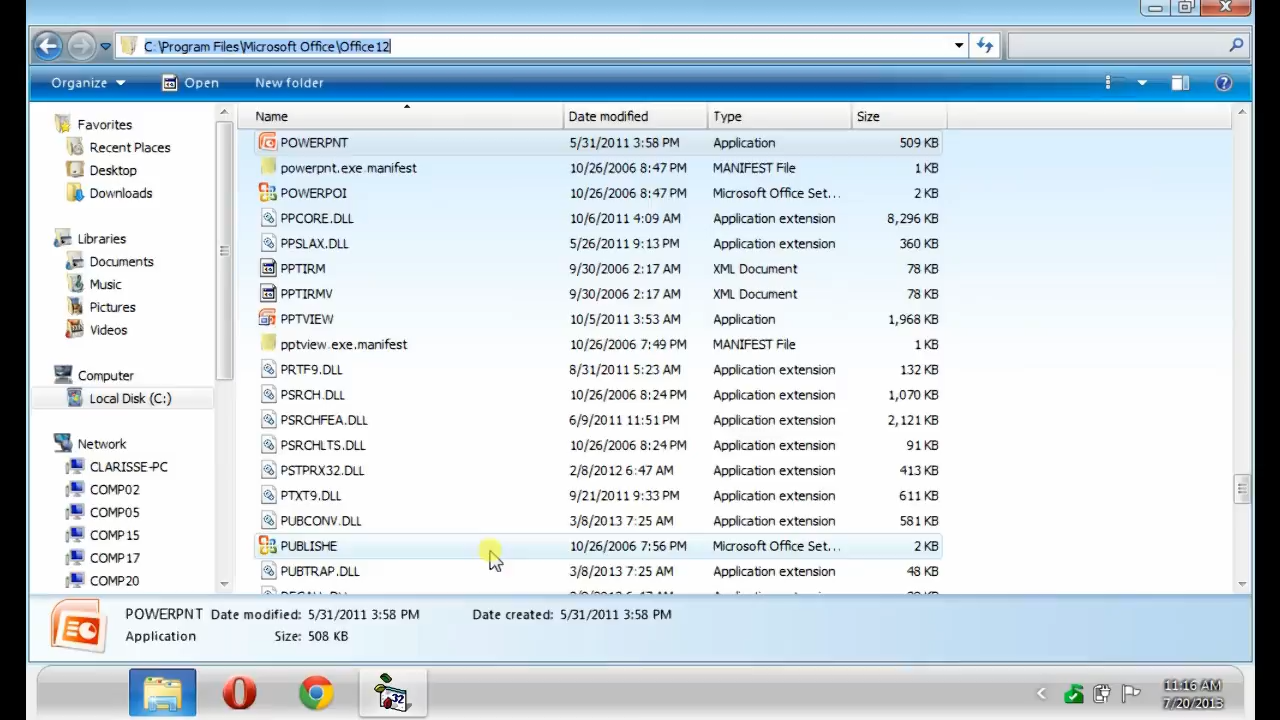 C:\Program Files\Microsoft Office\Office12
Organize Open New folder
Name Date modified Type Size
Favorites
Recent Places
Desktop
Downloads
Libraries
Documents
Music
Pictures
Videos
Computer
Local Disk (C:)
Network
CLARISSE-PC
COMP02
COMP05
COMP15
COMP17
COMP20
POWERPNT 5/31/2011 3:58 PM Application 509 KB
powerpnt.exe.manifest 10/26/2006 8:47 PM MANIFEST File 1 KB
POWERPOI 10/26/2006 8:47 PM Microsoft Office Set... 2 KB
PPCORE.DLL 10/6/2011 4:09 AM Application extension 8,296 KB
PPSLAX.DLL 5/26/2011 9:13 PM Application extension 360 KB
PPTIRM 9/30/2006 2:17 AM XML Document 78 KB
PPTIRMV 9/30/2006 2:17 AM XML Document 78 KB
PPTVIEW 10/5/2011 3:53 AM Application 1,968 KB
pptview.exe.manifest 10/26/2006 7:49 PM MANIFEST File 1 KB
PRTF9.DLL 8/31/2011 5:23 AM Application extension 132 KB
PSRCH.DLL 10/26/2006 8:24 PM Application extension 1,070 KB
PSRCHFEA.DLL 6/9/2011 11:51 PM Application extension 2,121 KB
PSRCHLTS.DLL 10/26/2006 8:24 PM Application extension 91 KB
PSTPRX32.DLL 2/8/2012 6:47 AM Application extension 413 KB
PTXT9.DLL 9/21/2011 9:33 PM Application extension 611 KB
PUBCONV.DLL 3/8/2013 7:25 AM Application extension 581 KB
PUBLISHE 10/26/2006 7:56 PM Microsoft Office Set... 2 KB
PUBTRAP.DLL 3/8/2013 7:25 AM Application extension 48 KB
POWERPNT Date modified: 5/31/2011 3:58 PM Date created: 5/31/2011 3:58 PM
Application Size: 508 KB
32
11:16 AM
7/20/2013